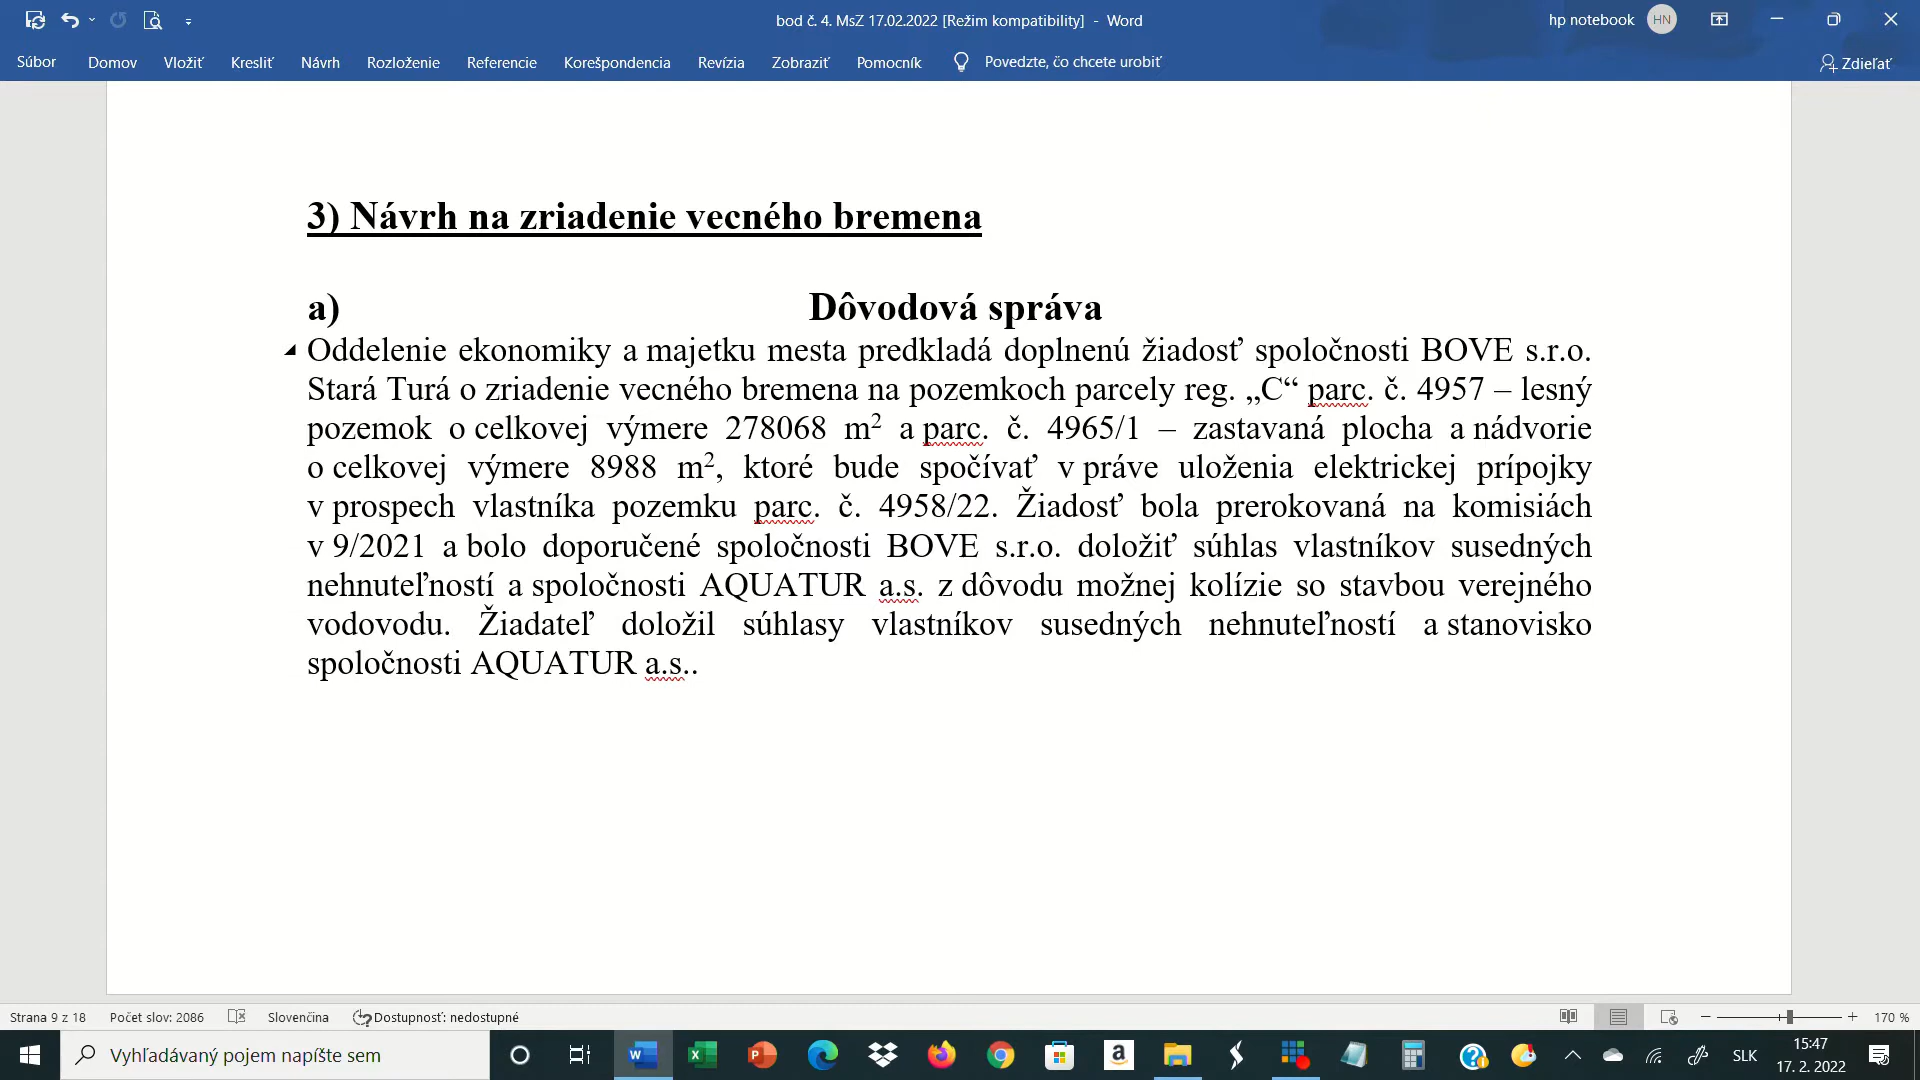 bod č. 4. MsZ 17.02.2022 [Režim kompatibility] - Word
hp notebook HN
Súbor Domov Vložiť Kresliť Návrh Rozloženie Referencie Korešpondencia Revízia Zobraziť Pomocník Povedzte, čo chcete urobiť Zdieľať
3) Návrh na zriadenie vecného bremena
a) Dôvodová správa
Oddelenie ekonomiky a majetku mesta predkladá doplnenú žiadosť spoločnosti BOVE s.r.o.
Stará Turá o zriadenie vecného bremena na pozemkoch parcely reg. „C“ parc. č. 4957 – lesný
pozemok o celkovej výmere 278068 m² a parc. č. 4965/1 – zastavaná plocha a nádvorie
o celkovej výmere 8988 m², ktoré bude spočívať v práve uloženia elektrickej prípojky
v prospech vlastníka pozemku parc. č. 4958/22. Žiadosť bola prerokovaná na komisiách
v 9/2021 a bolo doporučené spoločnosti BOVE s.r.o. doložiť súhlas vlastníkov susedných
nehnuteľností a spoločnosti AQUATUR a.s. z dôvodu možnej kolízie so stavbou verejného
vodovodu. Žiadateľ doložil súhlasy vlastníkov susedných nehnuteľností a stanovisko
spoločnosti AQUATUR a.s..
Strana 9 z 18 Počet slov: 2086 Slovenčina Dostupnosť: nedostupné 170 %
Vyhľadávaný pojem napíšte sem
SLK
15:47
17. 2. 2022